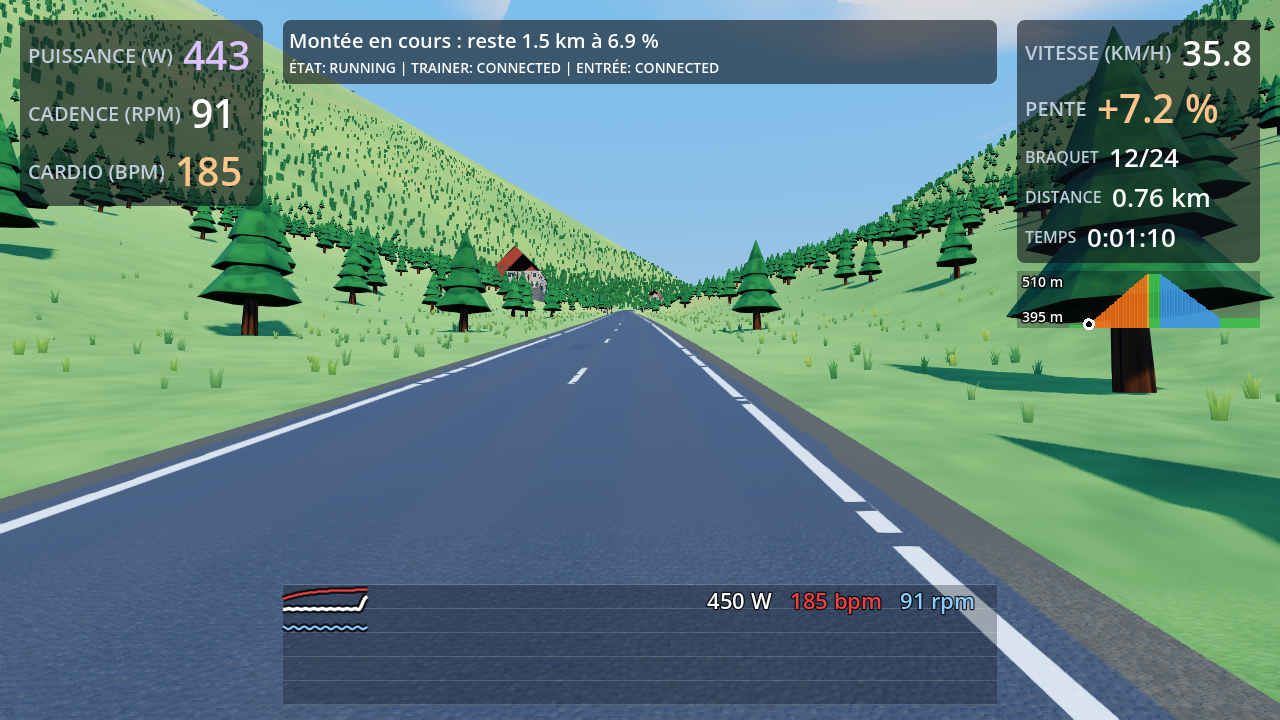 PUISSANCE (W) 443
CADENCE (RPM) 91
CARDIO (BPM) 185
Montée en cours : reste 1.5 km à 6.9 %
ÉTAT: RUNNING | TRAINER: CONNECTED | ENTRÉE: CONNECTED
VITESSE (KM/H) 35.8
PENTE +7.2 %
BRAQUET 12/24
DISTANCE 0.76 km
TEMPS 0:01:10
510 m
395 m
450 W 185 bpm 91 rpm